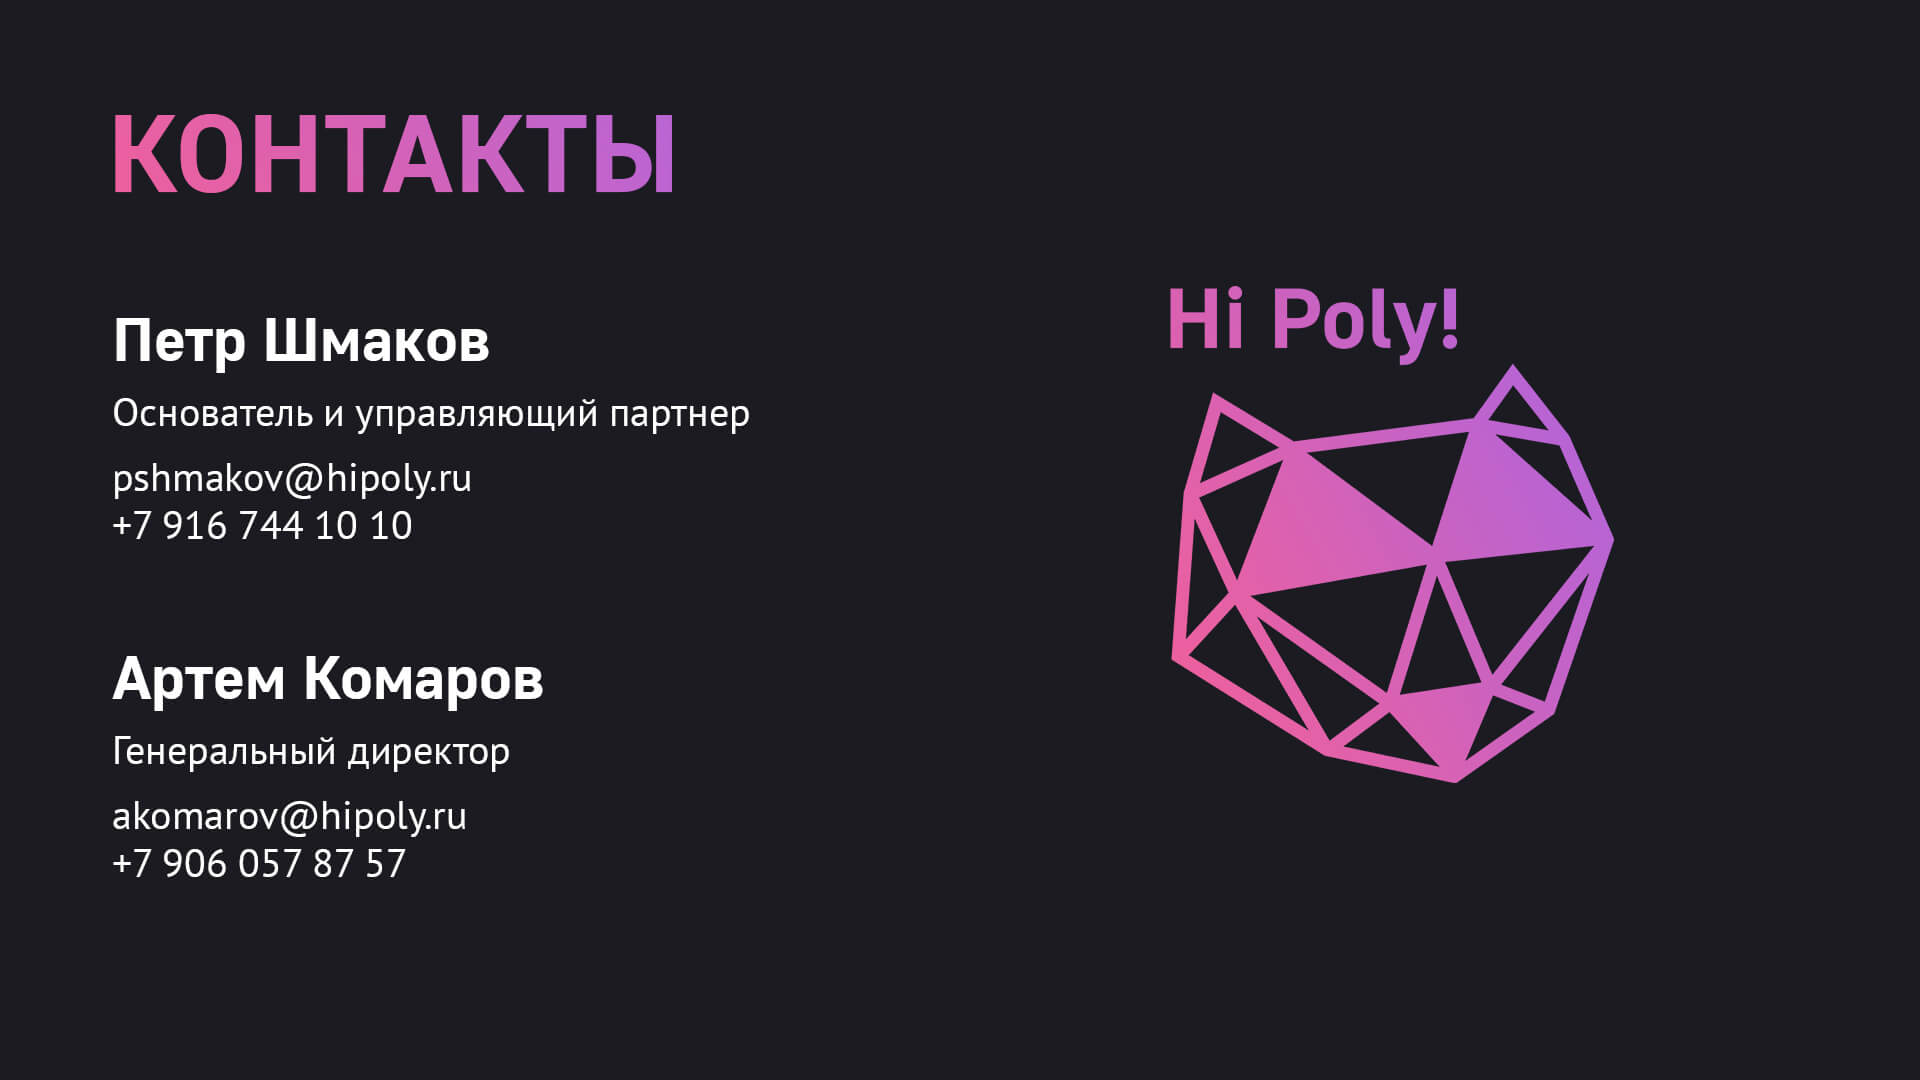 КОНТАКТЫ
Петр Шмаков
Основатель и управляющий партнер
pshmakov@hipoly.ru
+7 916 744 10 10
Артем Комаров
Генеральный директор
akomarov@hipoly.ru
+7 906 057 87 57
Hi Poly!